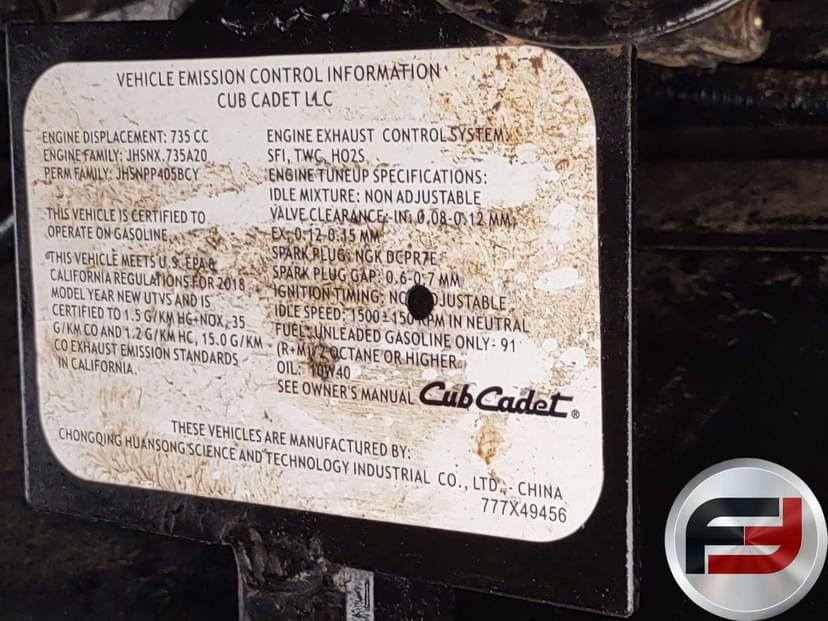 VEHICLE EMISSION CONTROL INFORMATION
CUB CADET LLC
ENGINE DISPLACEMENT: 735 CC
ENGINE FAMILY: JHSNX.735A20
PERM FAMILY: JHSNPP405BCY
THIS VEHICLE IS CERTIFIED TO
OPERATE ON GASOLINE.
THIS VEHICLE MEETS U.S. EPA &
CALIFORNIA REGULATIONS FOR 2018
MODEL YEAR NEW UTVS AND IS
CERTIFIED TO 1.5 G/KM HC+NOX, 35
G/KM CO AND 1.2 G/KM HC, 15.0 G/KM
CO EXHAUST EMISSION STANDARDS
IN CALIFORNIA.
ENGINE EXHAUST CONTROL SYSTEM:
SFI, TWC, HO2S
ENGINE TUNEUP SPECIFICATIONS:
IDLE MIXTURE: NON ADJUSTABLE
VALVE CLEARANCE: IN: 0.08-0.12 MM
EX: 0.12-0.15 MM
SPARK PLUG: NGK DCPR7E
SPARK PLUG GAP: 0.6-0.7 MM
IGNITION TIMING: DJUSTABLE
IDLE SPEED: 1500±150 RPM IN NEUTRAL
FUEL: UNLEADED GASOLINE ONLY- 91
(R+M)/2 OCTANE OR HIGHER
OIL: 10W40
SEE OWNER'S MANUAL Cub Cadet®
THESE VEHICLES ARE MANUFACTURED BY:
CHONGQING HUANSONG SCIENCE AND TECHNOLOGY INDUSTRIAL CO., LTD. - CHINA
777X49456